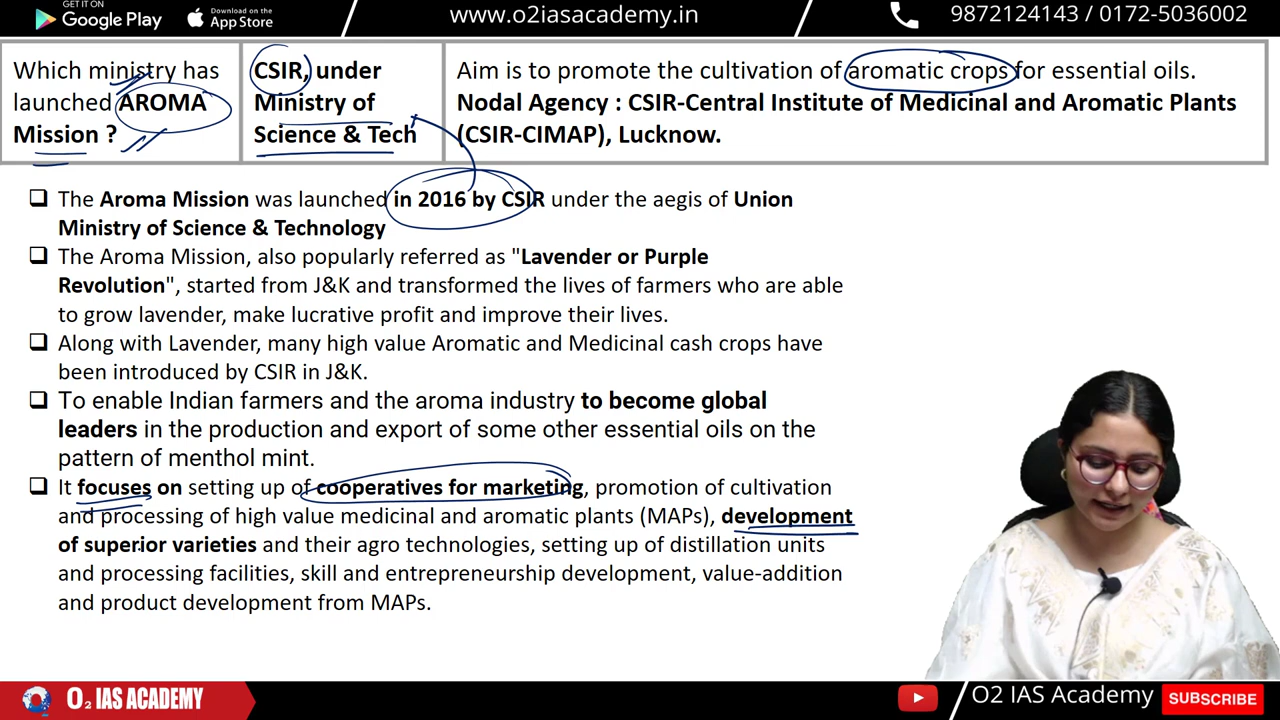 GET IT ON
Google Play
Download on the
App Store
www.o2iasacademy.in
9872124143 / 0172-5036002
Which ministry has
launched AROMA
Mission ?
CSIR, under
Ministry of
Science & Tech
Aim is to promote the cultivation of aromatic crops for essential oils.
Nodal Agency : CSIR-Central Institute of Medicinal and Aromatic Plants
(CSIR-CIMAP), Lucknow.
The Aroma Mission was launched in 2016 by CSIR under the aegis of Union
Ministry of Science & Technology
The Aroma Mission, also popularly referred as "Lavender or Purple
Revolution", started from J&K and transformed the lives of farmers who are able
to grow lavender, make lucrative profit and improve their lives.
Along with Lavender, many high value Aromatic and Medicinal cash crops have
been introduced by CSIR in J&K.
To enable Indian farmers and the aroma industry to become global
leaders in the production and export of some other essential oils on the
pattern of menthol mint.
It focuses on setting up of cooperatives for marketing, promotion of cultivation
and processing of high value medicinal and aromatic plants (MAPs), development
of superior varieties and their agro technologies, setting up of distillation units
and processing facilities, skill and entrepreneurship development, value-addition
and product development from MAPs.
O2 IAS ACADEMY
O2 IAS Academy
SUBSCRIBE